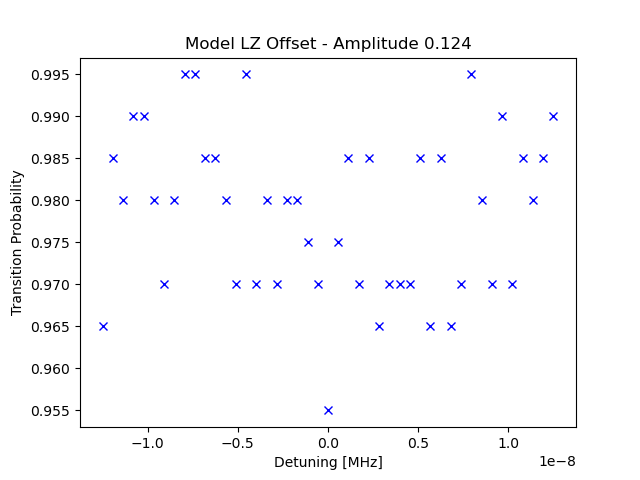 Model LZ Offset - Amplitude 0.124
Transition Probability
0.995
0.990
0.985
0.980
0.975
0.970
0.965
0.960
0.955
−1.0 −0.5 0.0 0.5 1.0
1e−8
Detuning [MHz]